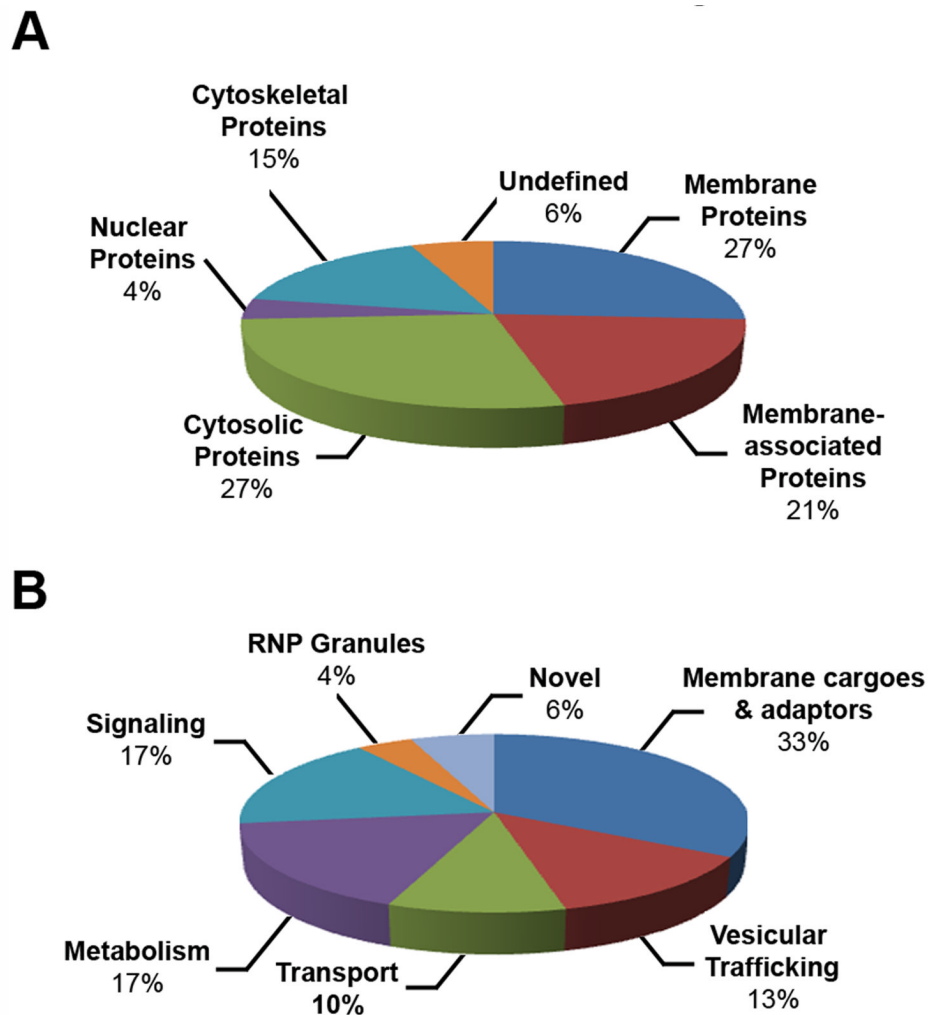 A
Cytoskeletal
Proteins
15%
Undefined
6%
Membrane
Proteins
27%
Nuclear
Proteins
4%
Cytosolic
Proteins
27%
Membrane-
associated
Proteins
21%
B
RNP Granules
4%
Novel
6%
Membrane cargoes
& adaptors
33%
Signaling
17%
Metabolism
17%
Transport
10%
Vesicular
Trafficking
13%